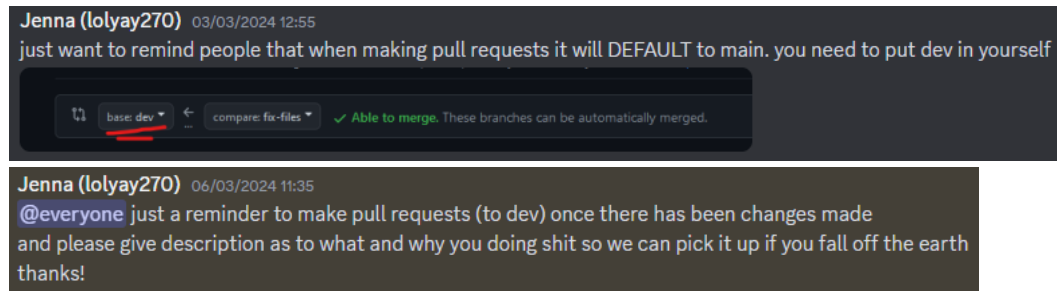 Jenna (lolyay270) 03/03/2024 12:55
just want to remind people that when making pull requests it will DEFAULT to main. you need to put dev in yourself
base: dev ← compare: fix-files ✓ Able to merge. These branches can be automatically merged.
Jenna (lolyay270) 06/03/2024 11:35
@everyone just a reminder to make pull requests (to dev) once there has been changes made
and please give description as to what and why you doing shit so we can pick it up if you fall off the earth
thanks!